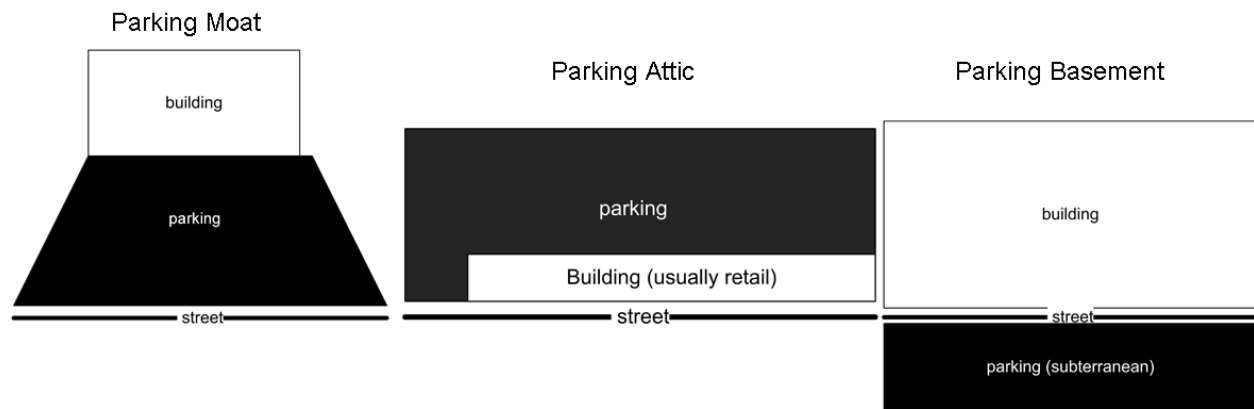 Parking Moat
building
parking
street
Parking Attic
parking
Building (usually retail)
street
Parking Basement
building
street
parking (subterranean)